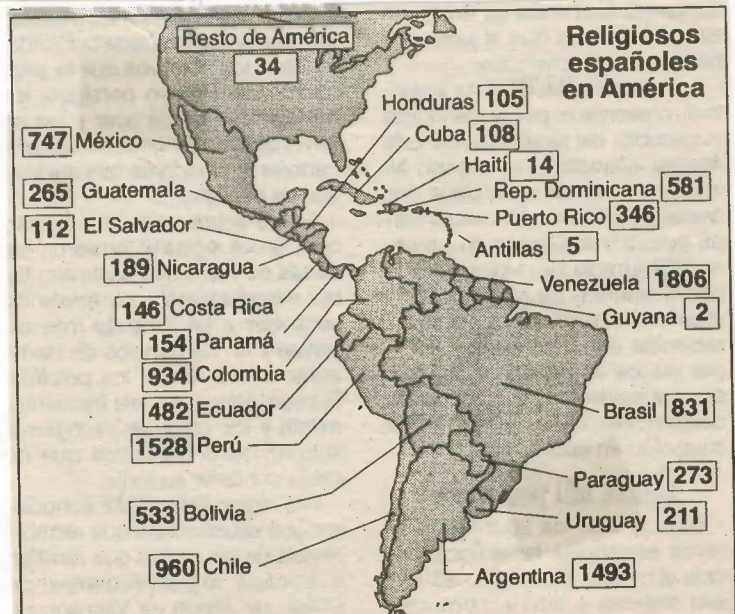 Resto de América
34
Religiosos
españoles
en América
Honduras 105
Cuba 108
Haití 14
Rep. Dominicana 581
Puerto Rico 346
Antillas 5
Venezuela 1806
Guyana 2
747 México
265 Guatemala
112 El Salvador
189 Nicaragua
146 Costa Rica
154 Panamá
934 Colombia
482 Ecuador
1528 Perú
533 Bolivia
960 Chile
Brasil 831
Paraguay 273
Uruguay 211
Argentina 1493